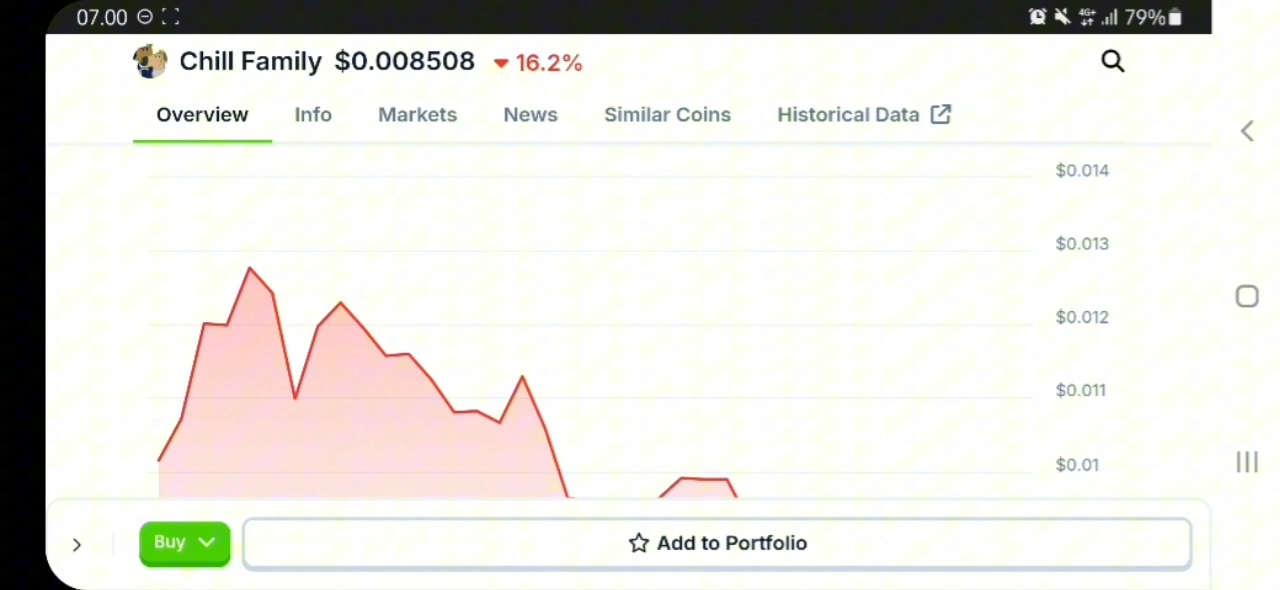 07.00 4G+ 79%
Chill Family $0.008508 16.2%
Overview Info Markets News Similar Coins Historical Data
$0.014
$0.013
$0.012
$0.011
$0.01
Buy Add to Portfolio